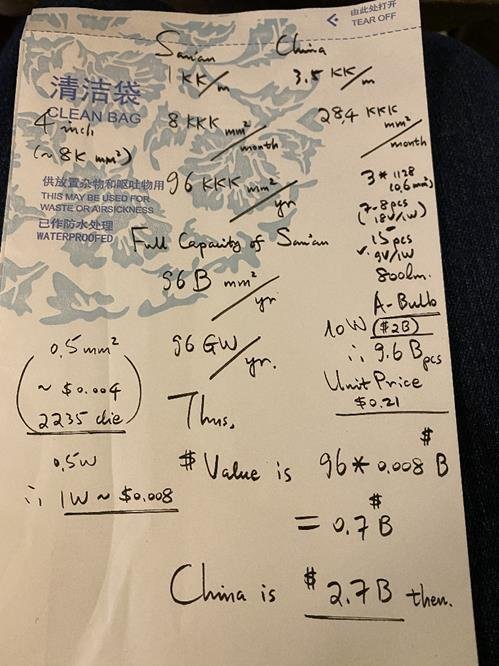 由此处打开
TEAR OFF
San'an China
1 KK/m 3.5 KK/m
清洁袋
CLEAN BAG
4 inch
(~8K mm²)
8 KKK mm²/month
28.4 KKK mm²/month
供放置杂物和呕吐物用
THIS MAY BE USED FOR
WASTE OR AIRSICKNESS
已作防水处理
WATERPROOFED
96 KKK mm²/yr
3 * 1128
(0.6 mm²)
7-8 pcs
(18V/1W)
15 pcs
✓ 9V/1W
800 lm.
Full Capacity of San'an
96 B mm²/yr
96 GW/yr.
A-Bulb
10W ($2B)
∴ 9.6 B pcs
Unit Price
$0.21
0.5 mm²
~ $0.004
2235 die
0.5W
∴ 1W ~ $0.008
Thus,
$ Value is 96 * 0.008 $B
= 0.7 $B
China is $2.7B then.